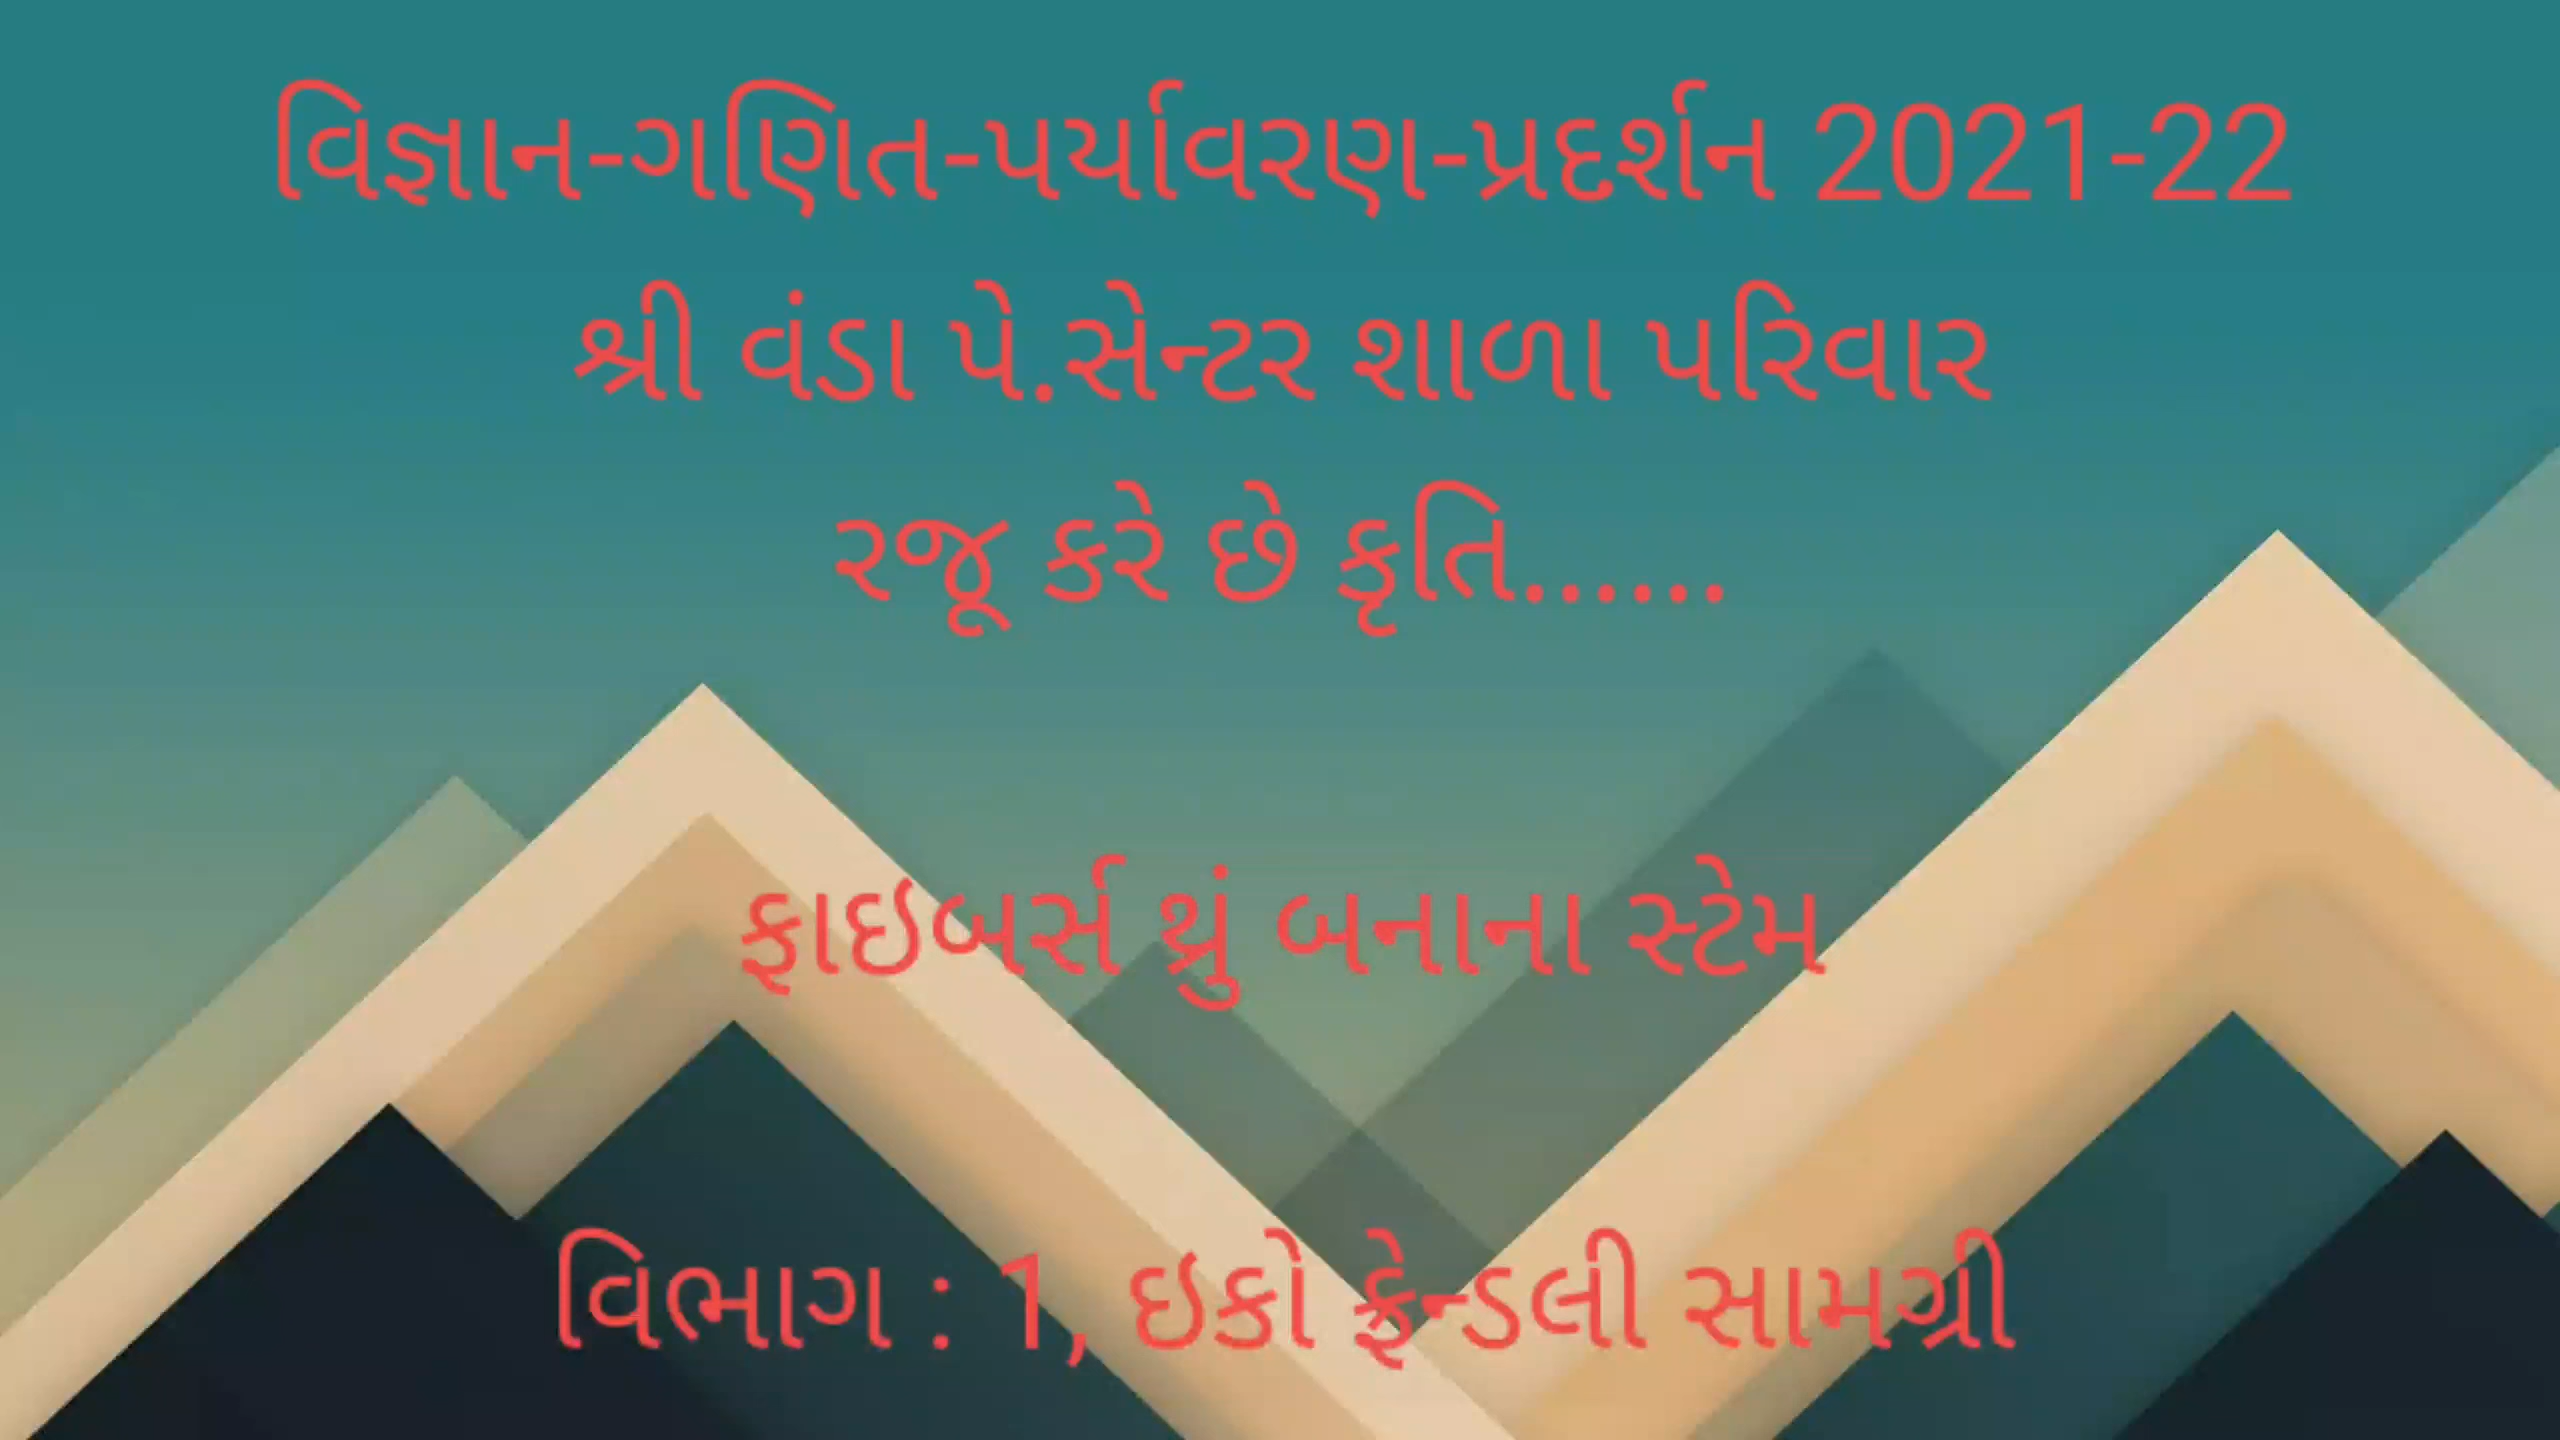 વિજ્ઞાન-ગણિત-પર્યાવરણ-પ્રદર્શન 2021-22
શ્રી વંડા પે.સેન્ટર શાળા પરિવાર
રજૂ કરે છે કૃતિ......
ફાઇબર્સ થ્રું બનાના સ્ટેમ
વિભાગ : 1, ઇકો ફ્રેન્ડલી સામગ્રી